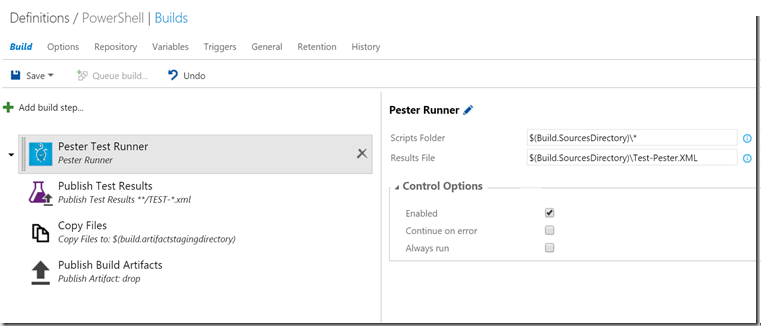 Definitions / PowerShell | Builds
Build Options Repository Variables Triggers General Retention History
Save Queue build... Undo
Add build step...
Pester Test Runner
Pester Runner
Publish Test Results
Publish Test Results **/TEST-*.xml
Copy Files
Copy Files to: $(build.artifactstagingdirectory)
Publish Build Artifacts
Publish Artifact: drop
Pester Runner
Scripts Folder $(Build.SourcesDirectory)\*
Results File $(Build.SourcesDirectory)\Test-Pester.XML
Control Options
Enabled
Continue on error
Always run